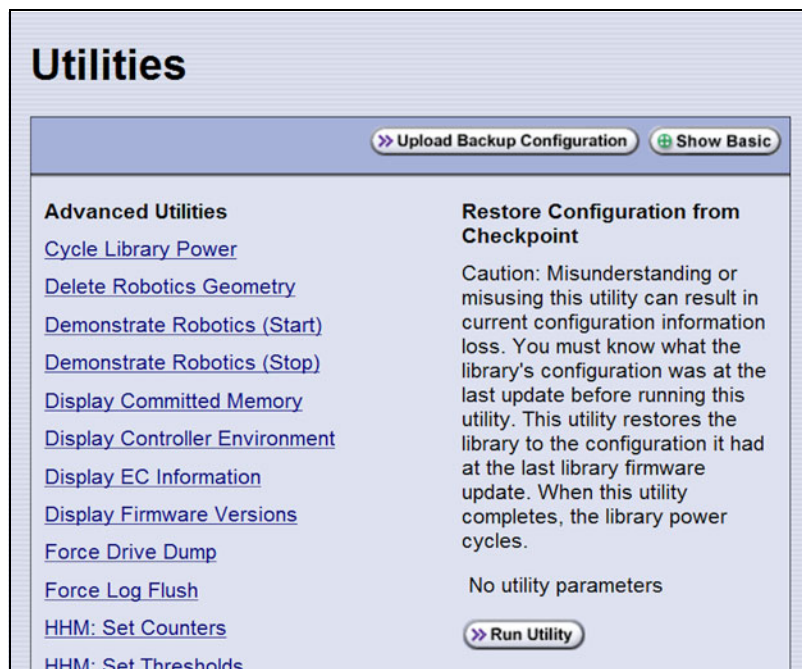 Utilities
Upload Backup Configuration
Show Basic
Advanced Utilities
Cycle Library Power
Delete Robotics Geometry
Demonstrate Robotics (Start)
Demonstrate Robotics (Stop)
Display Committed Memory
Display Controller Environment
Display EC Information
Display Firmware Versions
Force Drive Dump
Force Log Flush
HHM: Set Counters
HHM: Set Thresholds
Restore Configuration from
Checkpoint
Caution: Misunderstanding or
misusing this utility can result in
current configuration information
loss. You must know what the
library's configuration was at the
last update before running this
utility. This utility restores the
library to the configuration it had
at the last library firmware
update. When this utility
completes, the library power
cycles.
No utility parameters
Run Utility